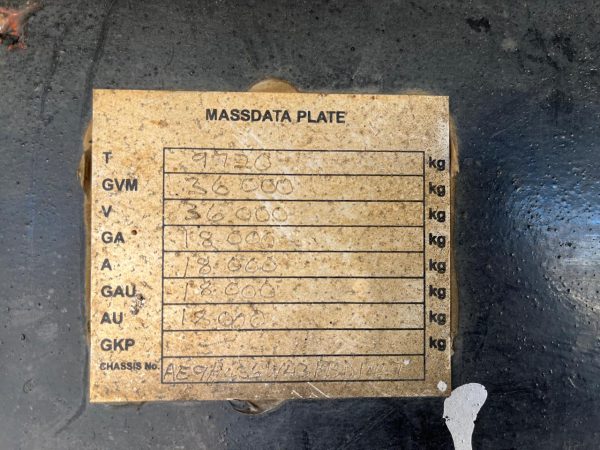 MASSDATA PLATE
T 9720 kg
GVM 36 000 kg
V 36 000 kg
GA 18 000 kg
A 18 000 kg
GAU 18 000 kg
AU 18 000 kg
GKP kg
CHASSIS No.